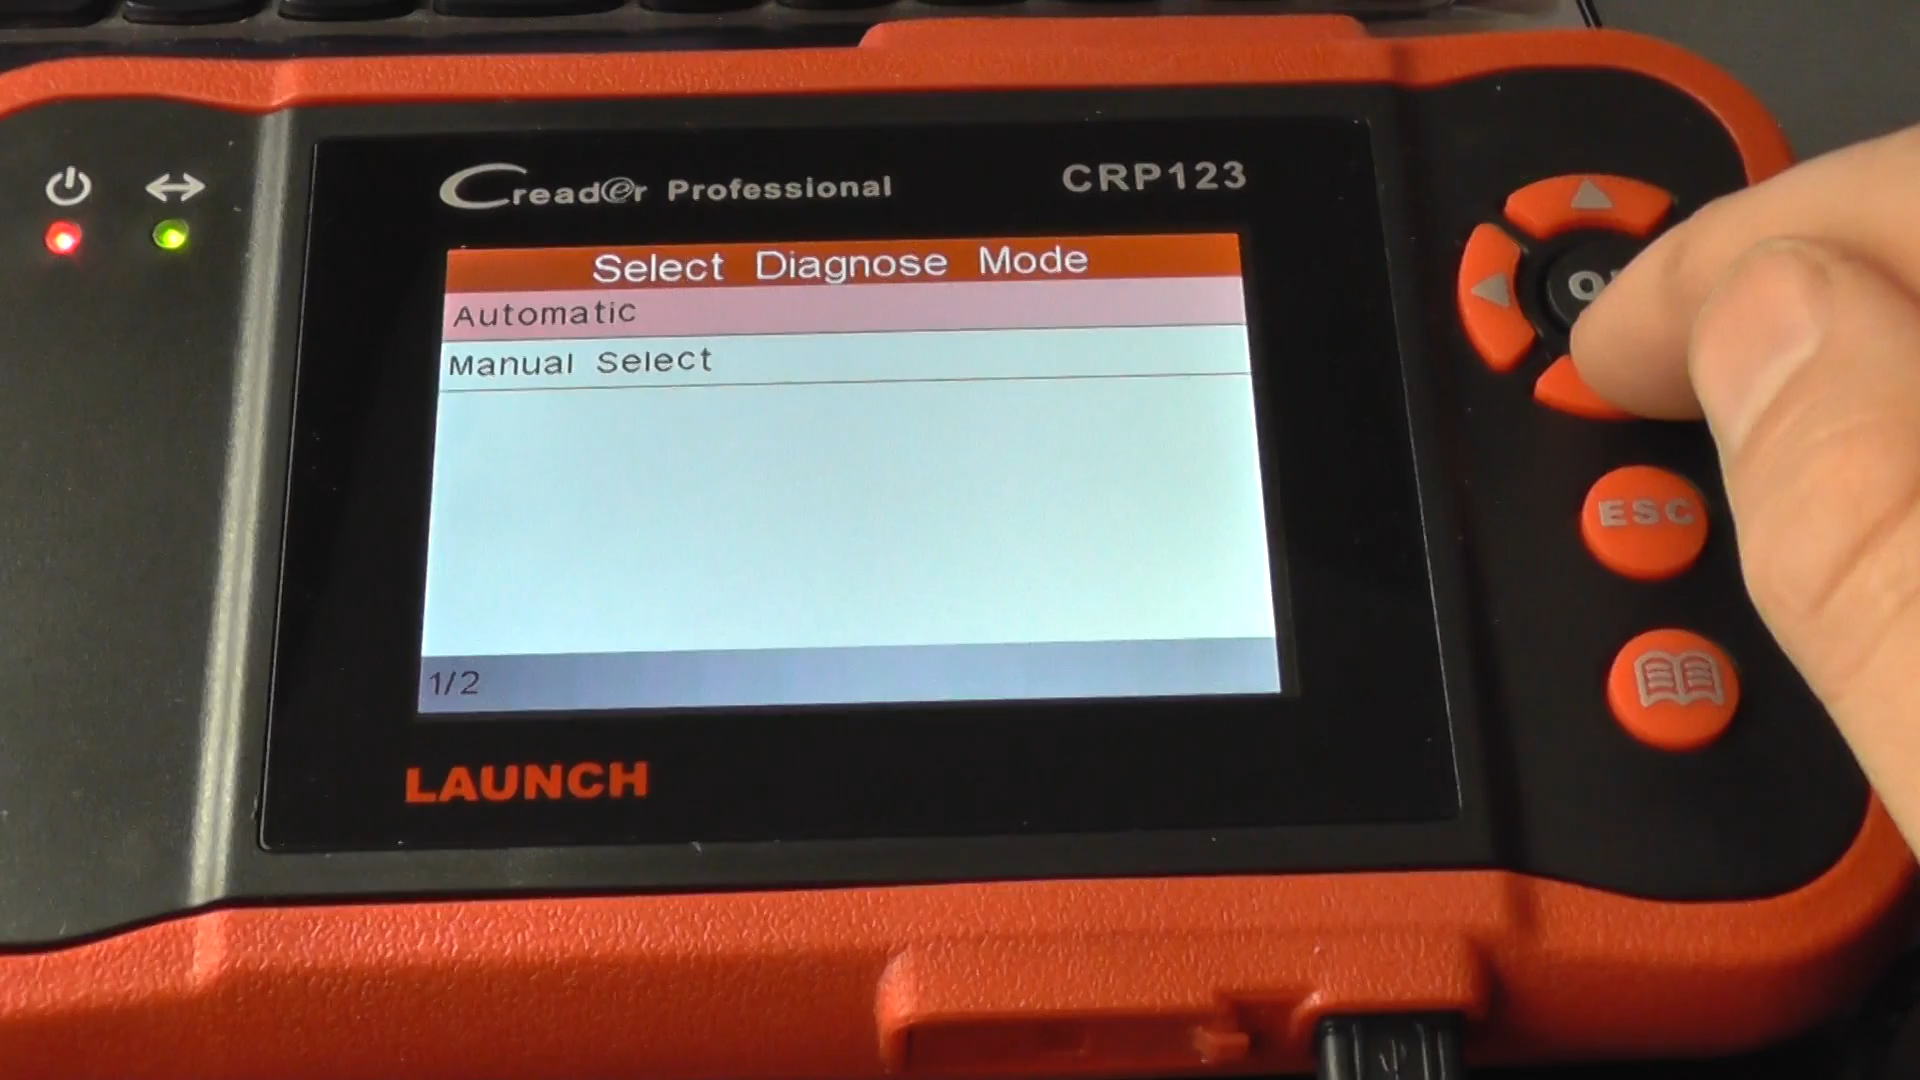 Creader Professional
CRP123
Select Diagnose Mode
Automatic
Manual Select
1/2
LAUNCH
ESC